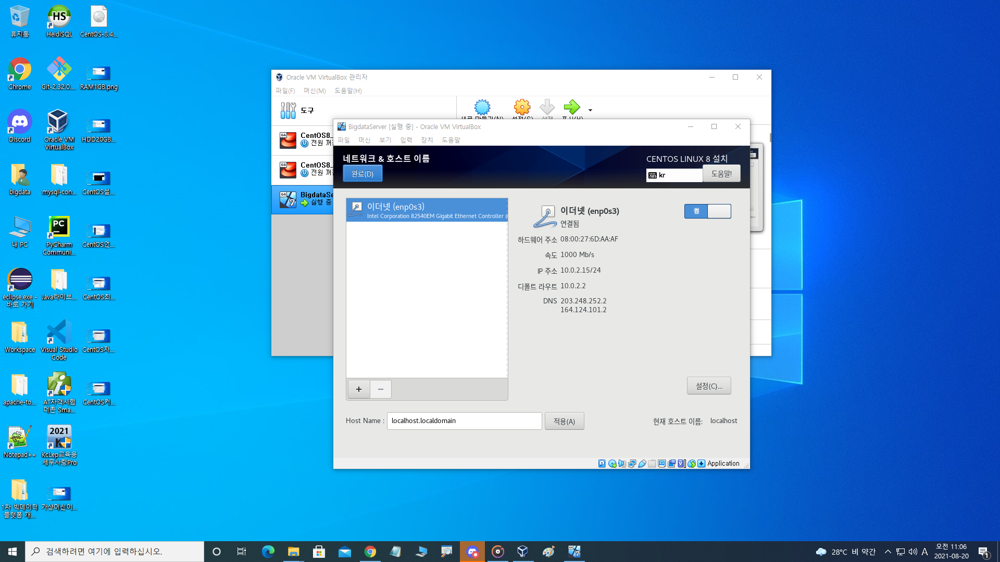 휴지통
HeidiSQL
CentOS-8.4...
Chrome
Git-2.32.0....
RAM1GB.png
Discord
Oracle VM
VirtualBox
HDD20GB...
bigdata
mysql-con...
CentOS설...
내 PC
PyCharm
Communi...
CentOS언...
eclipse.exe -
바로 가기
Java라이브...
CentOS최...
Workspace
Visual Studio
Code
CentOS자...
apache-to...
AT자격시험
더존 Sma...
CentOS커...
Notepad++
2021
KcLep교육용
세무사랑Pro
1차 빅데이터
플랫폼 개...
가상머신이...
Oracle VM VirtualBox 관리자
파일(F) 머신(M) 도움말(H)
도구
새로 만들기(N) 설정(S) 삭제 표시(H)
CentOS8_
전원 꺼
CentOS8_
전원 꺼
BigdataSe
실행 중
BigdataServer [실행 중] - Oracle VM VirtualBox
파일 머신 보기 입력 장치 도움말
네트워크 & 호스트 이름
완료(D)
CENTOS LINUX 8 설치
kr
도움말!
이더넷 (enp0s3)
Intel Corporation 82540EM Gigabit Ethernet Controller (
이더넷 (enp0s3)
연결됨
켬
하드웨어 주소 08:00:27:6D:AA:AF
속도 1000 Mb/s
IP 주소 10.0.2.15/24
디폴트 라우트 10.0.2.2
DNS 203.248.252.2
164.124.101.2
+ −
설정(C)...
Host Name : localhost.localdomain 적용(A) 현재 호스트 이름: localhost
Application
검색하려면 여기에 입력하십시오.
28°C 비 약간
A
오전 11:06
2021-08-20
1